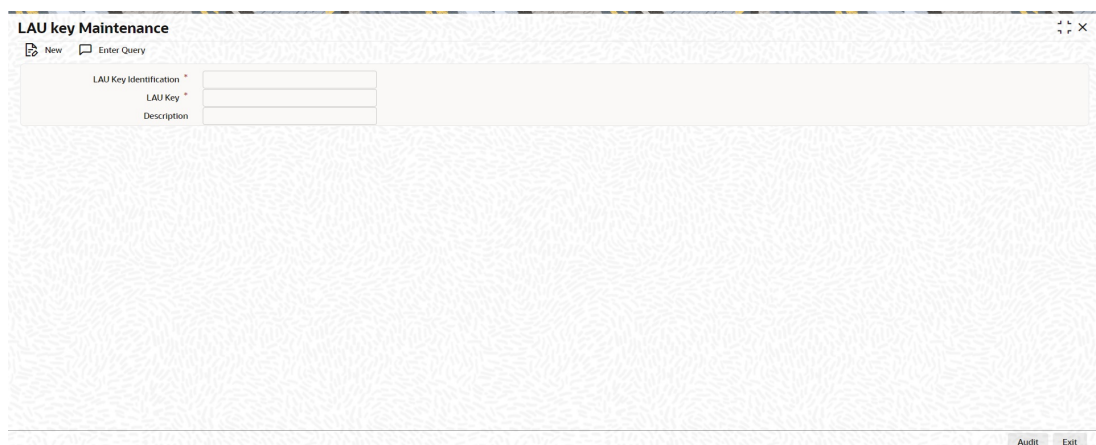 LAU key Maintenance
New Enter Query
LAU Key Identification *
LAU Key *
Description
Audit Exit